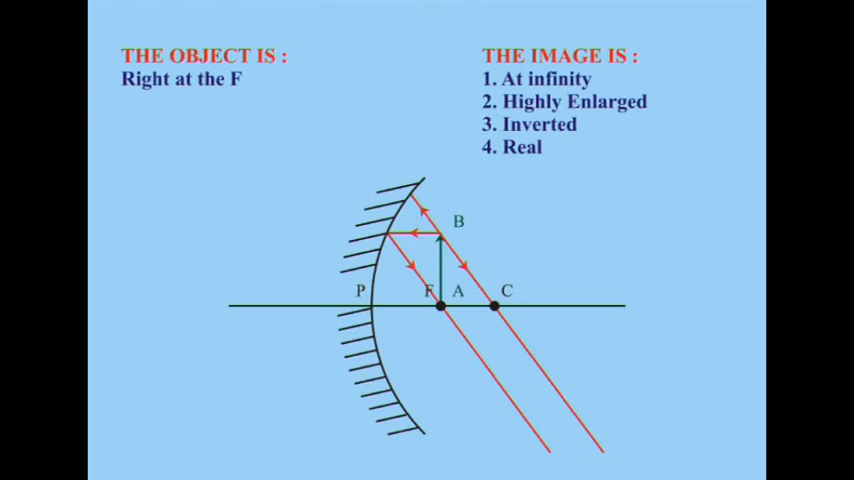 THE OBJECT IS :
Right at the F
THE IMAGE IS :
1. At infinity
2. Highly Enlarged
3. Inverted
4. Real
B
P
F
A
C